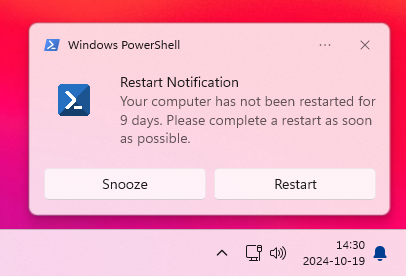 Windows PowerShell
Restart Notification
Your computer has not been restarted for
9 days. Please complete a restart as soon
as possible.
Snooze
Restart
14:30
2024-10-19